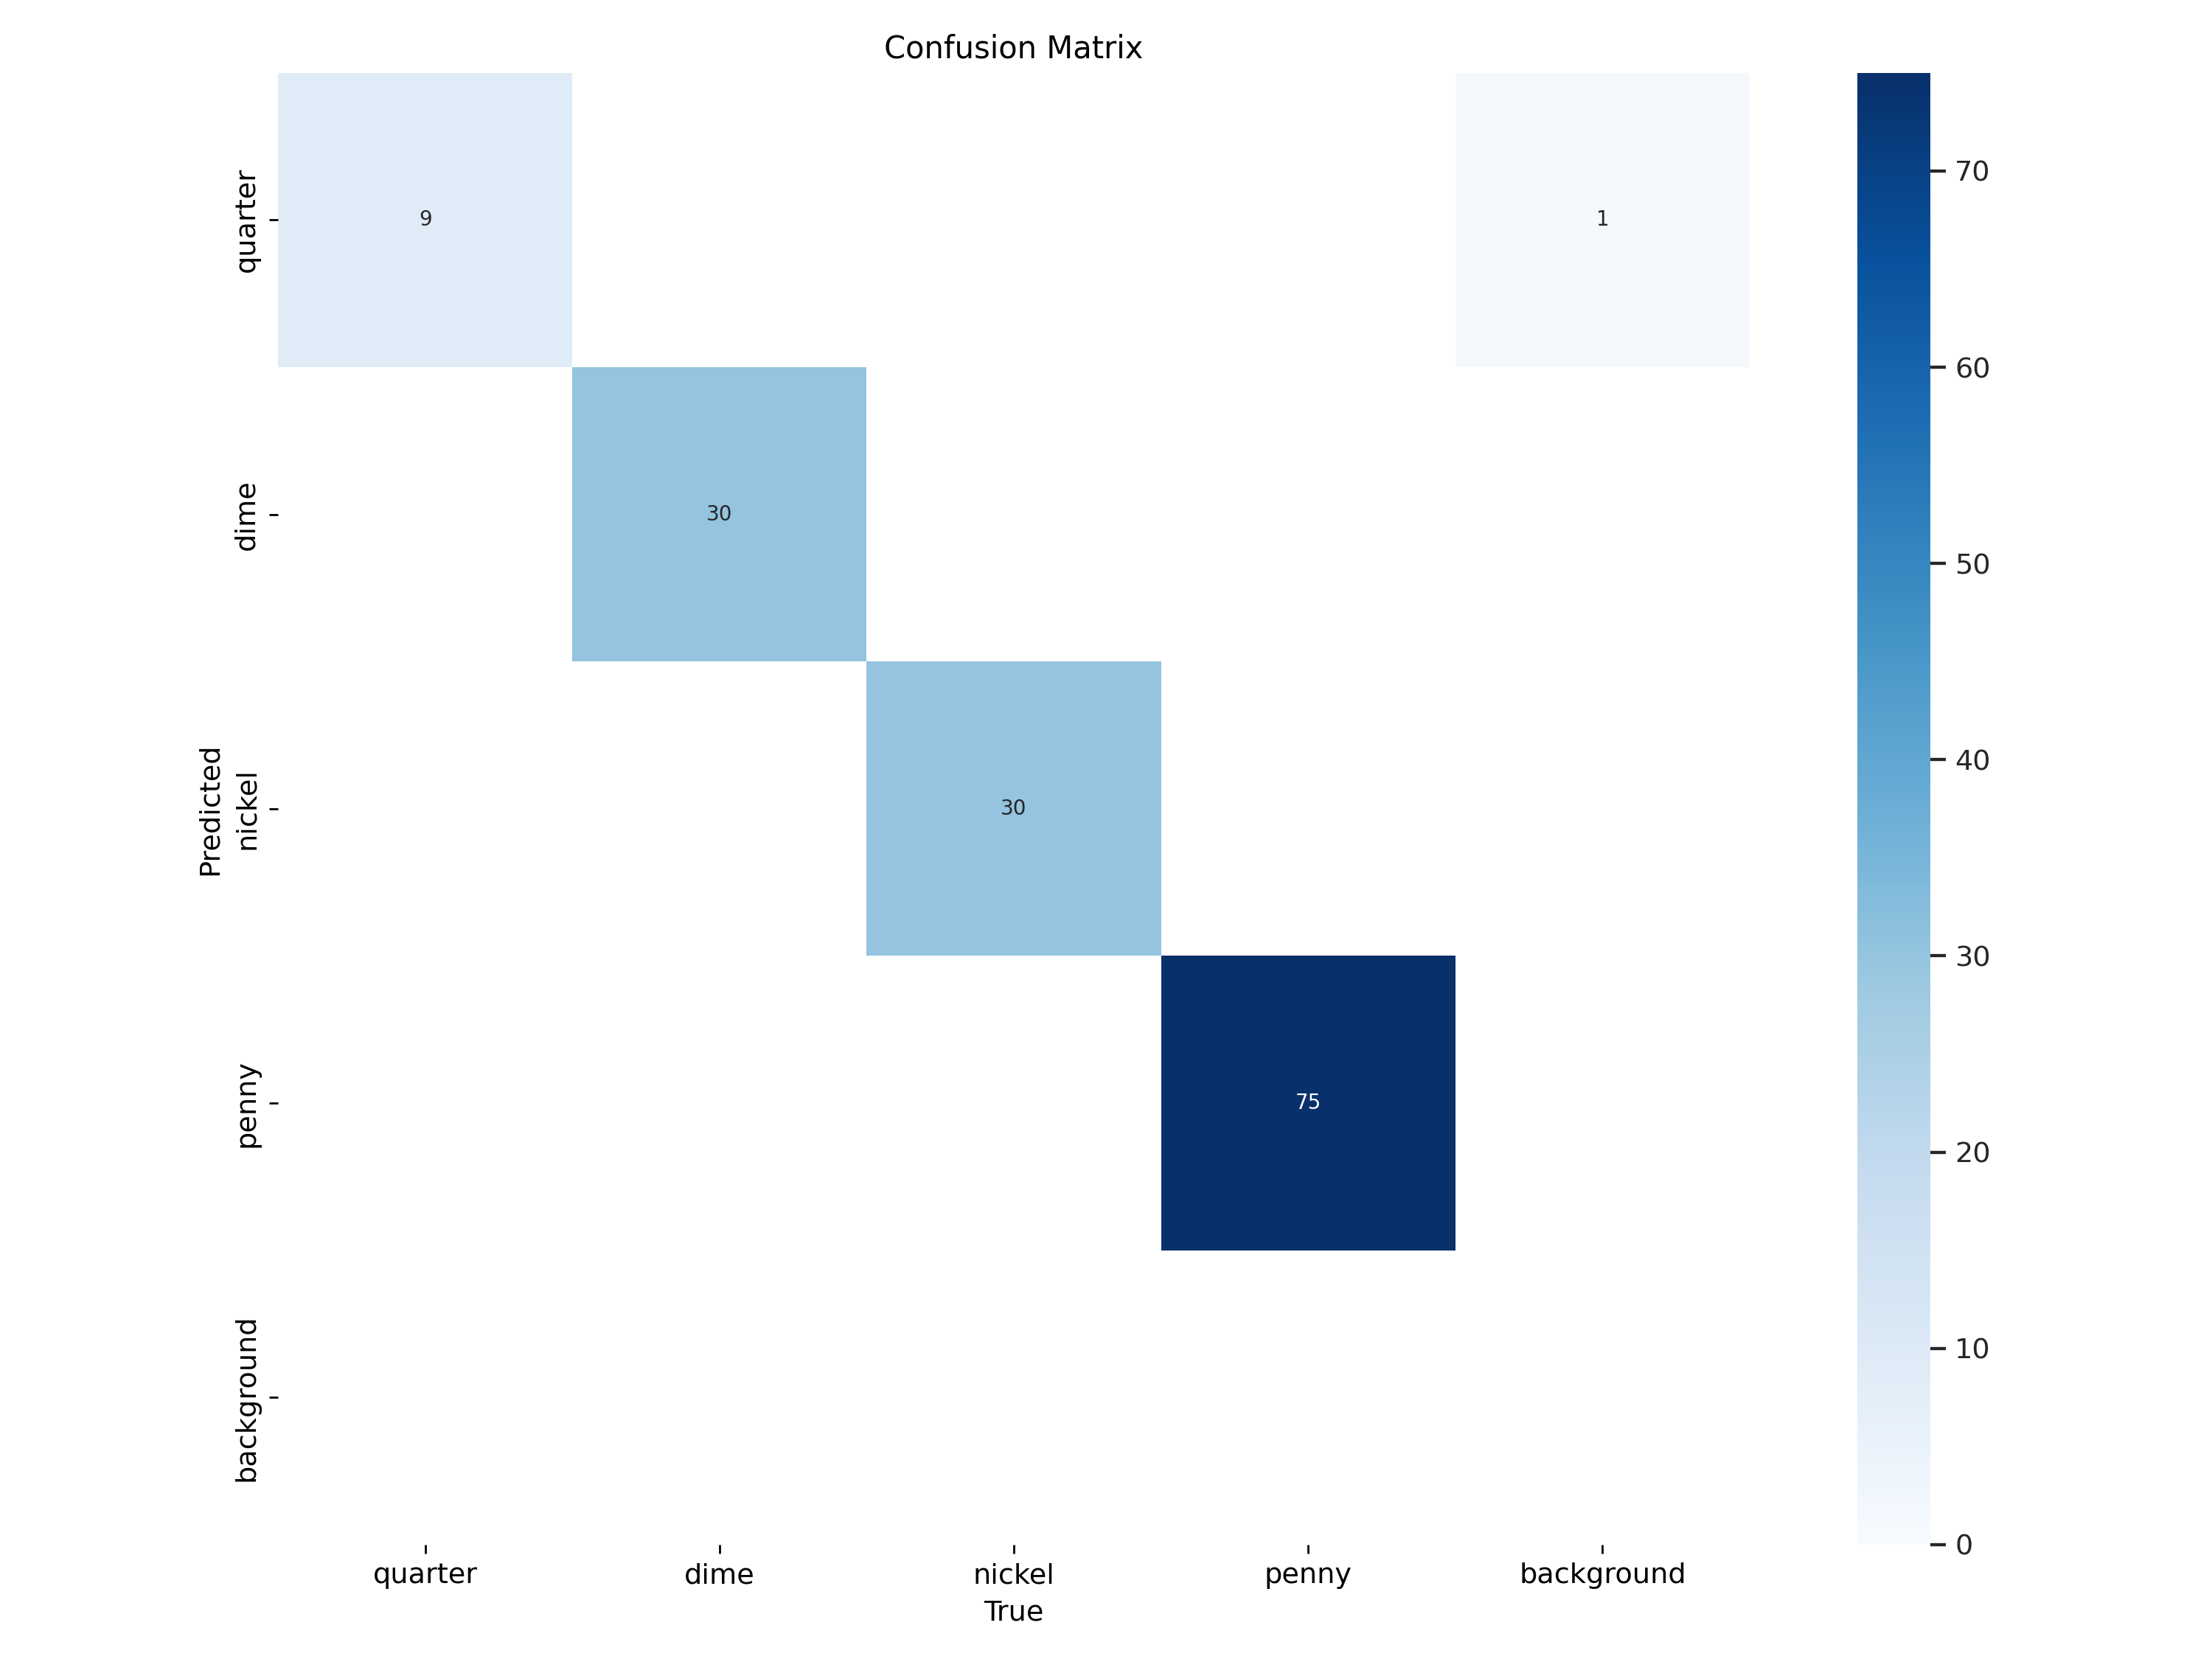 Confusion Matrix
quarter
9
1
dime
30
Predicted
nickel
30
penny
75
background
quarter dime nickel penny background
True
70
60
50
40
30
20
10
0